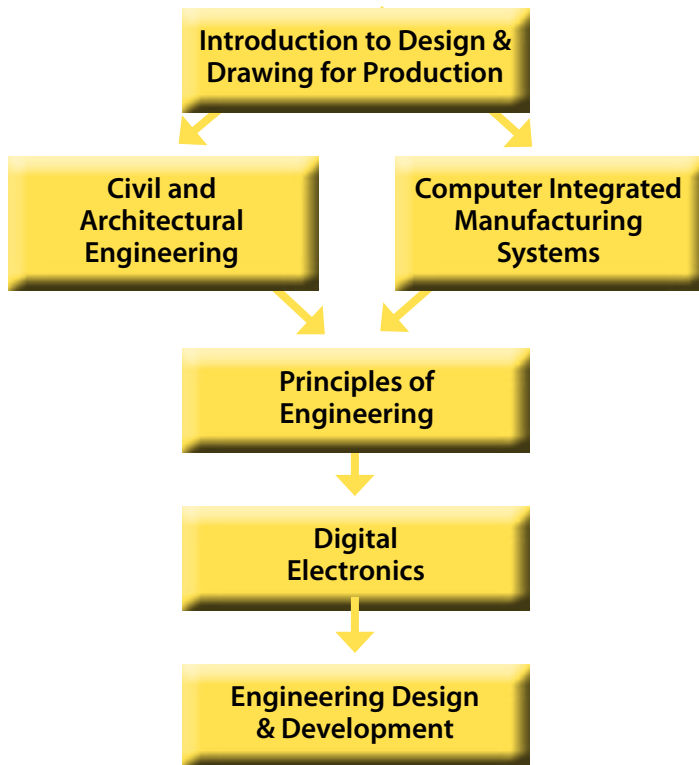 Introduction to Design &
Drawing for Production
Civil and
Architectural
Engineering
Computer Integrated
Manufacturing
Systems
Principles of
Engineering
Digital
Electronics
Engineering Design
& Development